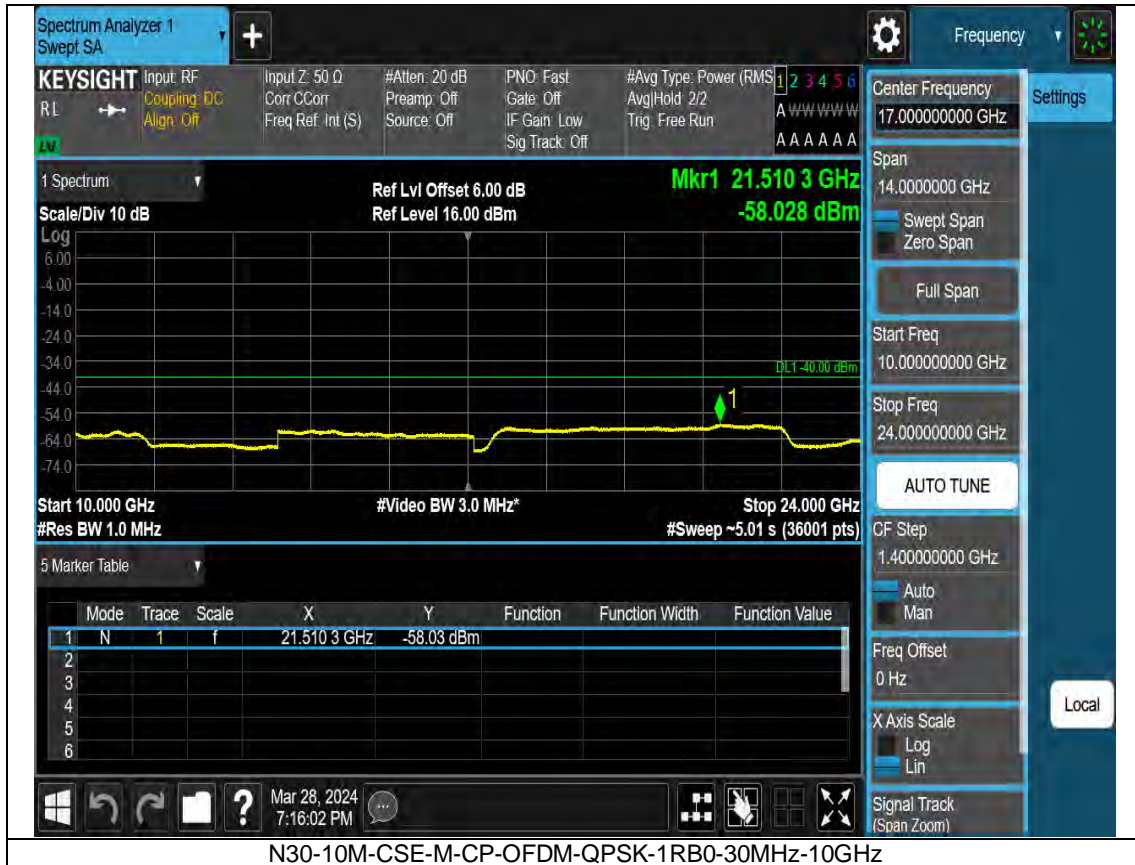 Spectrum Analyzer 1
Swept SA
+
Frequency
KEYSIGHT
Input: RF
Coupling: DC
Align: Off
Input Z: 50 Ω
Corr CCorr
Freq Ref: Int (S)
#Atten: 20 dB
Preamp: Off
Source: Off
PNO: Fast
Gate: Off
IF Gain: Low
Sig Track: Off
#Avg Type: Power (RMS
Avg|Hold: 2/2
Trig: Free Run
1 2 3 4 5 6
A W W W W W
A A A A A A
RL
LXI
1 Spectrum
Scale/Div 10 dB
Ref Lvl Offset 6.00 dB
Ref Level 16.00 dBm
Mkr1 21.510 3 GHz
-58.028 dBm
Log
6.00
-4.00
-14.0
-24.0
-34.0
-44.0
-54.0
-64.0
-74.0
DL1 -40.00 dBm
1
Start 10.000 GHz
#Res BW 1.0 MHz
#Video BW 3.0 MHz*
Stop 24.000 GHz
#Sweep ~5.01 s (36001 pts)
5 Marker Table
Mode Trace Scale X Y Function Function Width Function Value
1 N 1 f 21.510 3 GHz -58.03 dBm
2
3
4
5
6
Mar 28, 2024
7:16:02 PM
Center Frequency
17.000000000 GHz
Span
14.0000000 GHz
Swept Span
Zero Span
Full Span
Start Freq
10.000000000 GHz
Stop Freq
24.000000000 GHz
AUTO TUNE
CF Step
1.400000000 GHz
Auto
Man
Freq Offset
0 Hz
X Axis Scale
Log
Lin
Signal Track
(Span Zoom)
Settings
Local
N30-10M-CSE-M-CP-OFDM-QPSK-1RB0-30MHz-10GHz